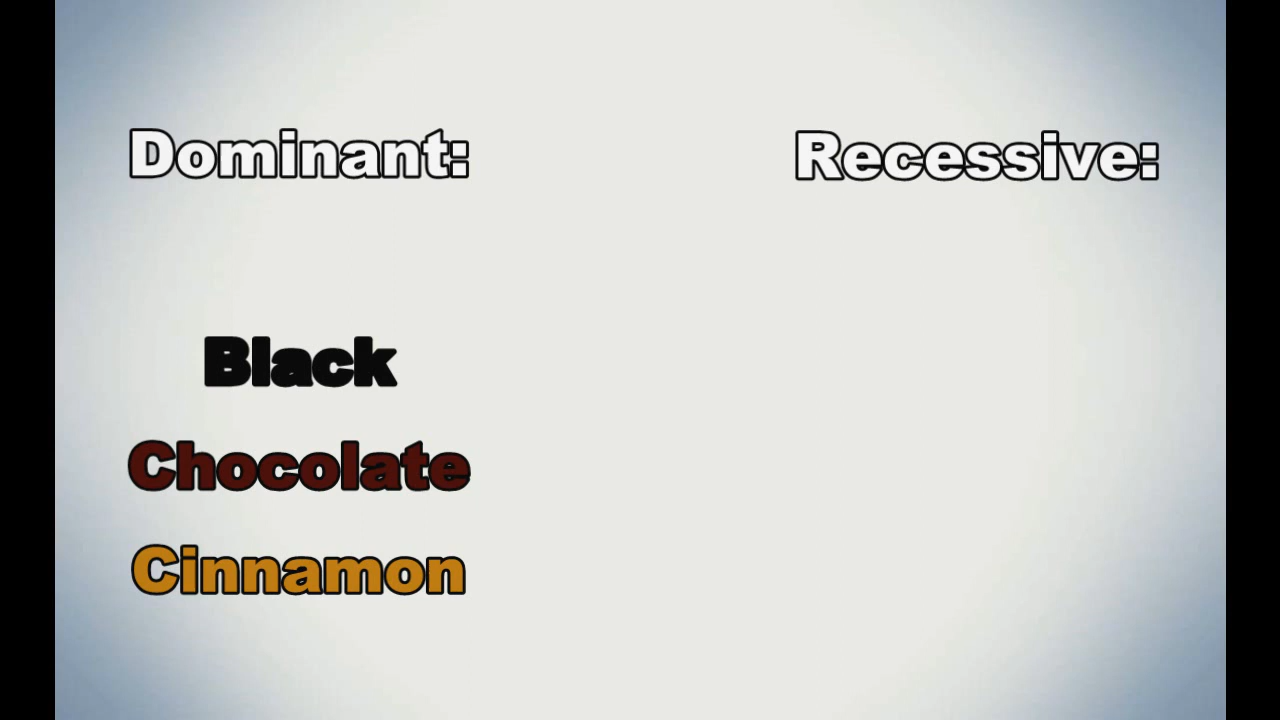 Dominant:
Recessive:
Black
Chocolate
Cinnamon